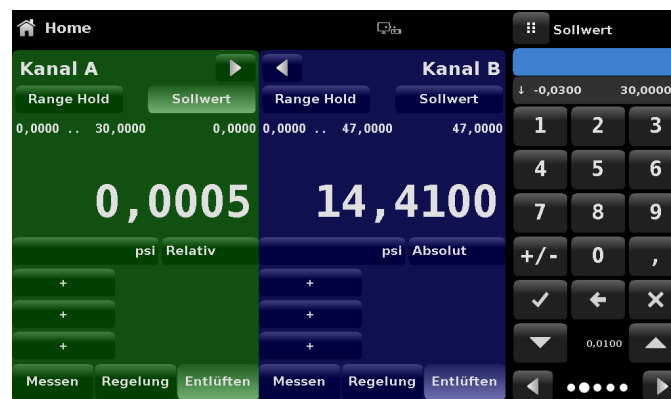 Home
Sollwert
Kanal A
Kanal B
Range Hold Sollwert
Range Hold Sollwert
↓ -0,0300 30,0000
0,0000 .. 30,0000 0,0000
0,0000 .. 47,0000 47,0000
0,0005
14,4100
psi Relativ
psi Absolut
+
+
+
+
+
+
Messen Regelung Entlüften
Messen Regelung Entlüften
1 2 3
4 5 6
7 8 9
+/- 0 ,
0,0100